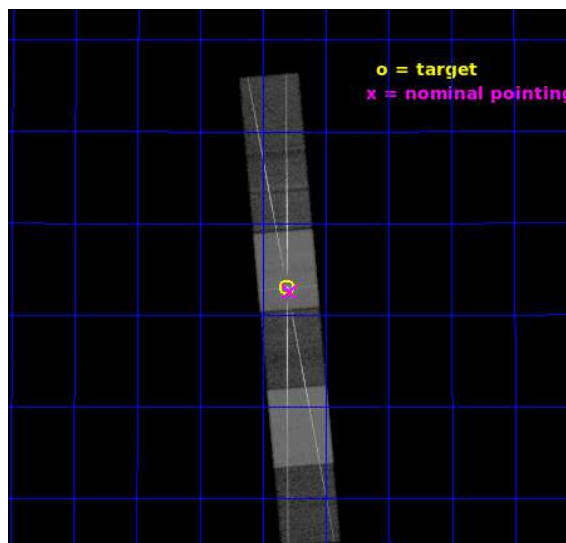 o = target
x = nominal pointing